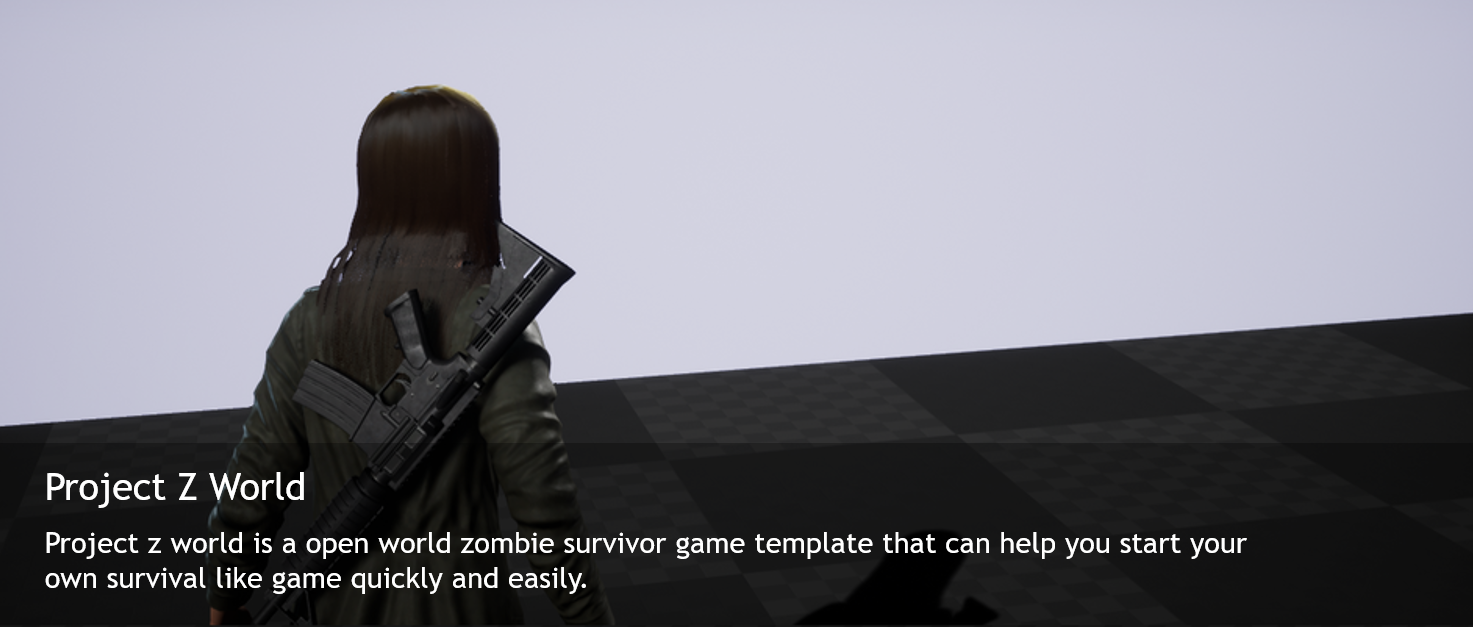 Project Z World
Project z world is a open world zombie survivor game template that can help you start your
own survival like game quickly and easily.